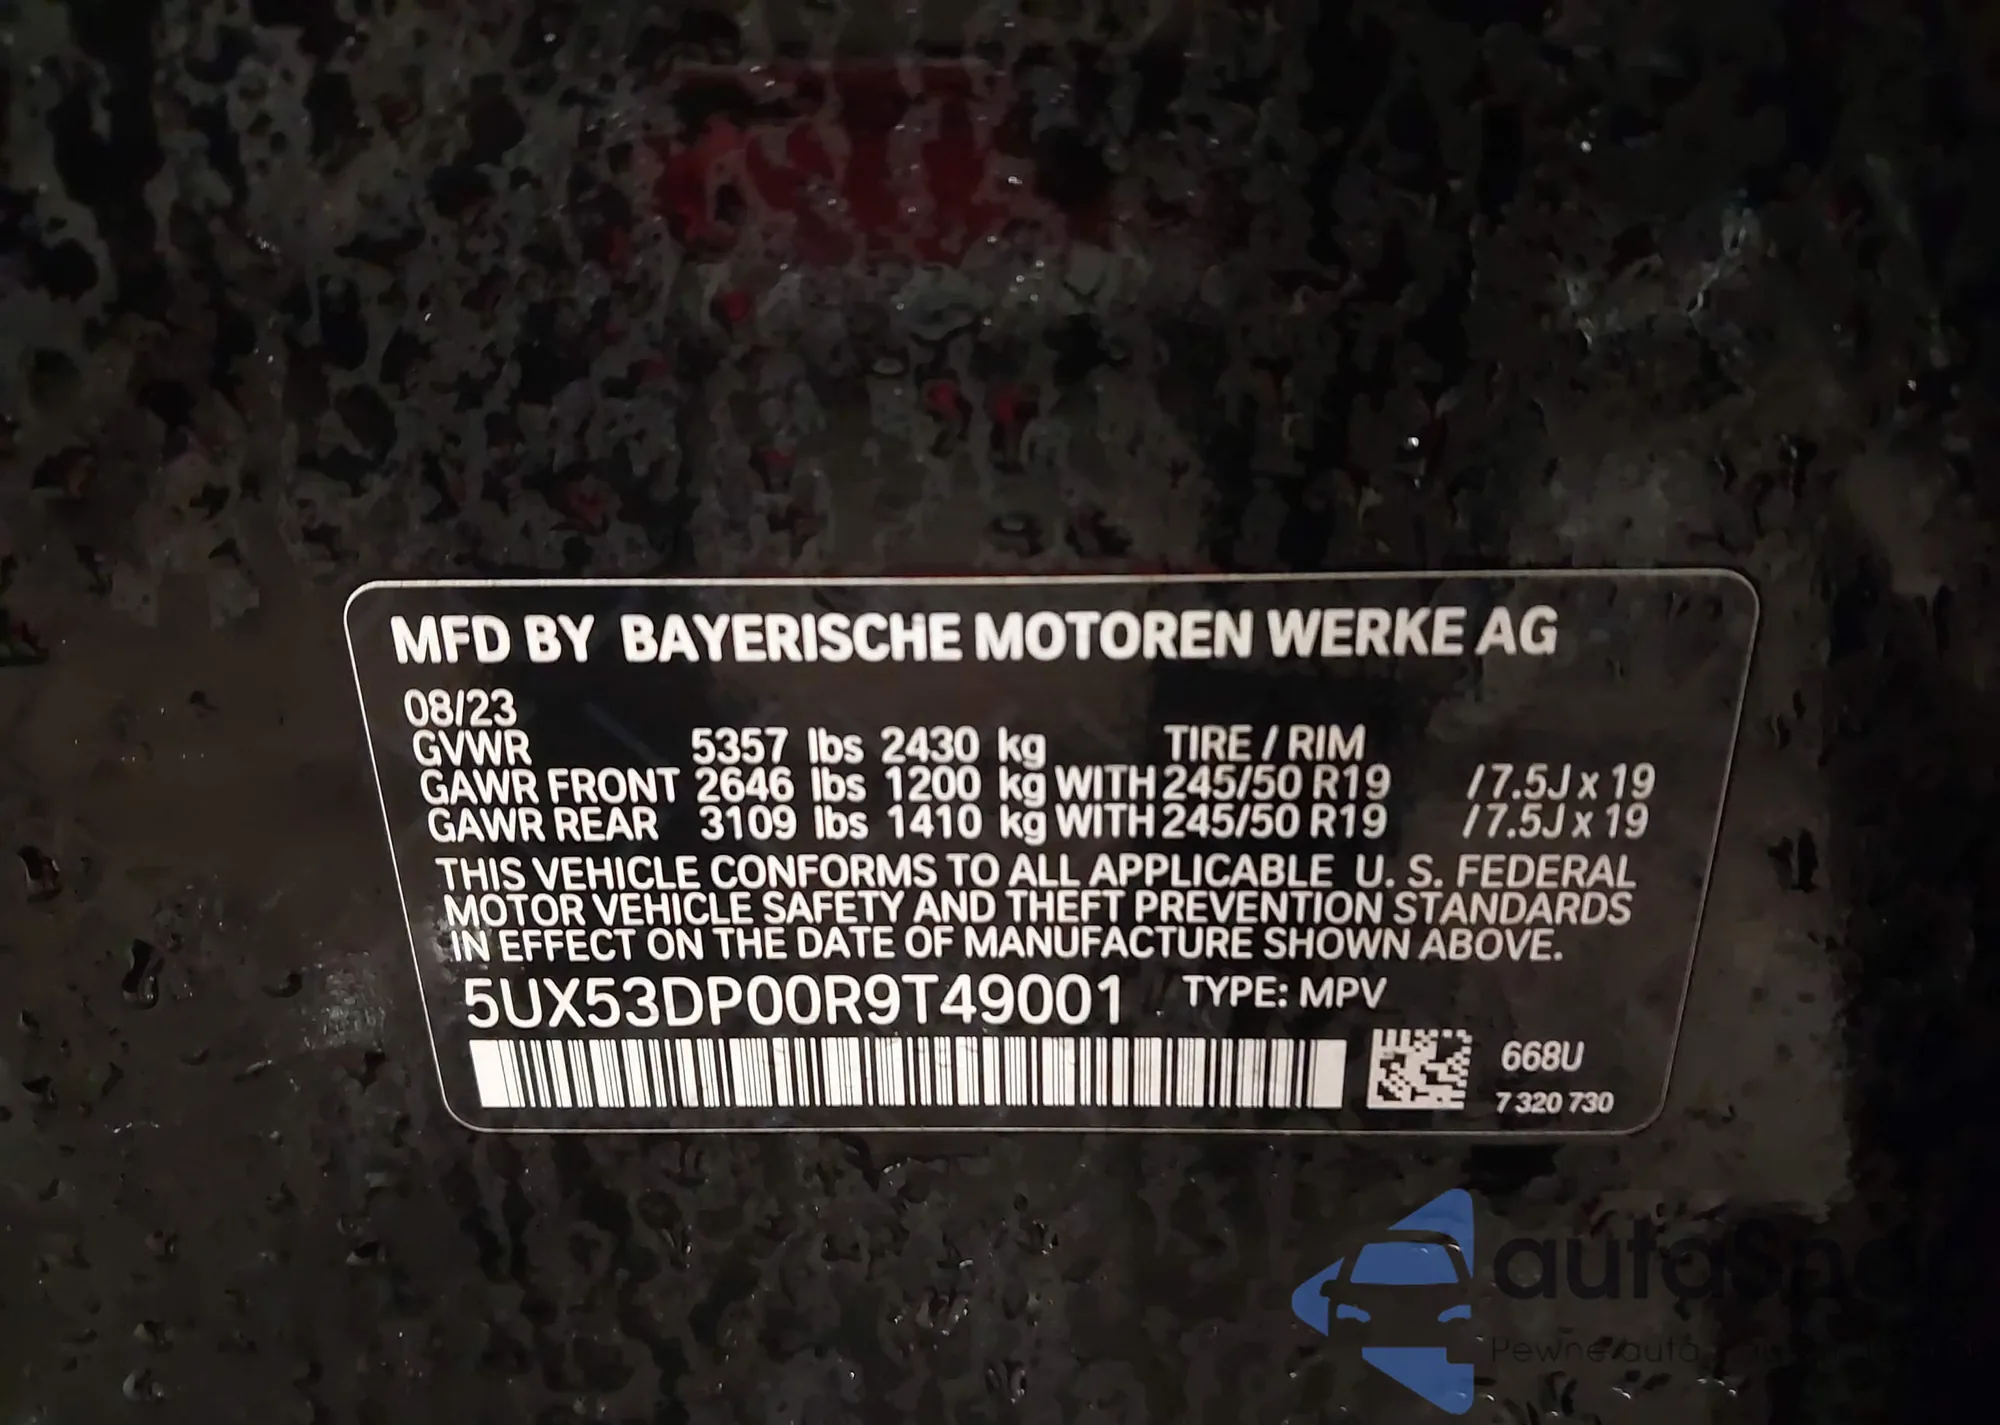 MFD BY BAYERISCHE MOTOREN WERKE AG
08/23
GVWR 5357 lbs 2430 kg TIRE / RIM
GAWR FRONT 2646 lbs 1200 kg WITH 245/50 R19 / 7.5J x 19
GAWR REAR 3109 lbs 1410 kg WITH 245/50 R19 / 7.5J x 19
THIS VEHICLE CONFORMS TO ALL APPLICABLE U. S. FEDERAL
MOTOR VEHICLE SAFETY AND THEFT PREVENTION STANDARDS
IN EFFECT ON THE DATE OF MANUFACTURE SHOWN ABOVE.
5UX53DP00R9T49001 TYPE: MPV
668U
7 320 730
Pewne auta